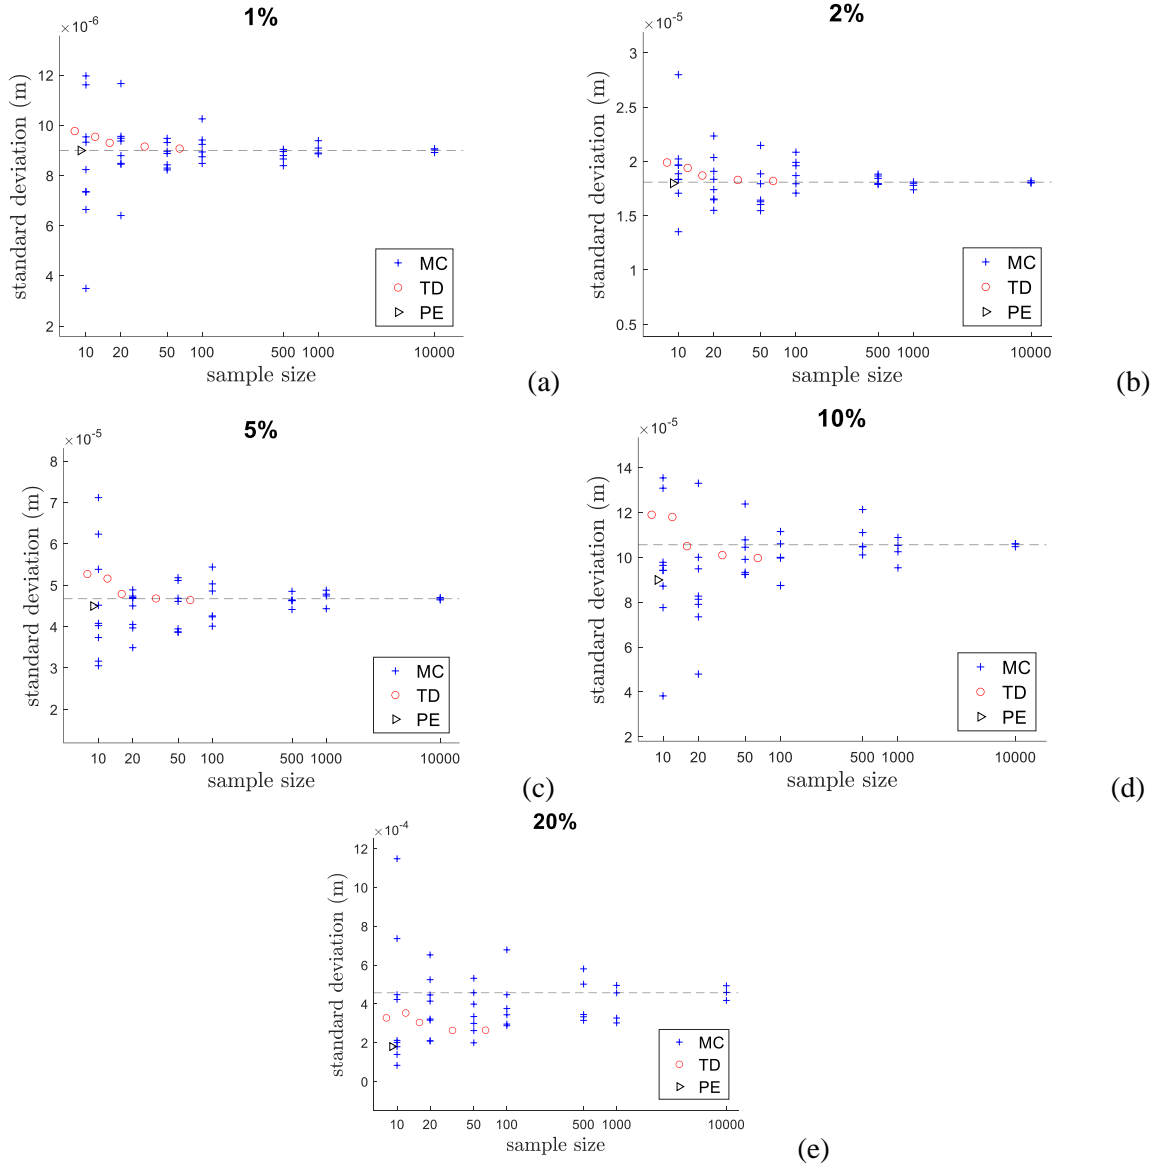 1%
×10^-6
standard deviation (m)
12
10
8
6
4
2
MC
TD
PE
10 20 50 100 500 1000 10000
sample size
(a)
2%
×10^-5
standard deviation (m)
3
2.5
2
1.5
1
0.5
MC
TD
PE
10 20 50 100 500 1000 10000
sample size
(b)
5%
×10^-5
standard deviation (m)
8
7
6
5
4
3
2
MC
TD
PE
10 20 50 100 500 1000 10000
sample size
(c)
10%
×10^-5
standard deviation (m)
14
12
10
8
6
4
2
MC
TD
PE
10 20 50 100 500 1000 10000
sample size
(d)
20%
×10^-4
standard deviation (m)
12
10
8
6
4
2
0
MC
TD
PE
10 20 50 100 500 1000 10000
sample size
(e)